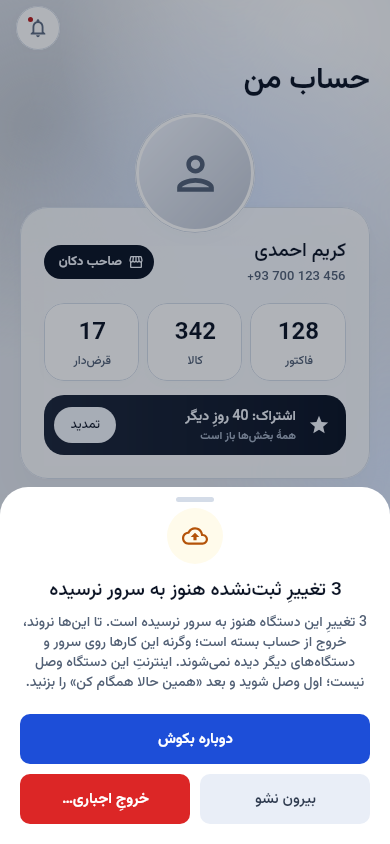 حساب من
کریم احمدی
+93 700 123 456
صاحب دکان
128
فاکتور
342
کالا
17
قرض‌دار
اشتراک: 40 روز دیگر
همهٔ بخش‌ها باز است
تمدید
3 تغییرِ ثبت‌نشده هنوز به سرور نرسیده
3 تغییرِ این دستگاه هنوز به سرور نرسیده است. تا این‌ها نروند،
خروج از حساب بسته است؛ وگرنه این کارها روی سرور و
دستگاه‌های دیگر دیده نمی‌شوند. اینترنتِ این دستگاه وصل
نیست؛ اول وصل شوید و بعد «همین حالا همگام کن» را بزنید.
دوباره بکوش
بیرون نشو
خروجِ اجباری…